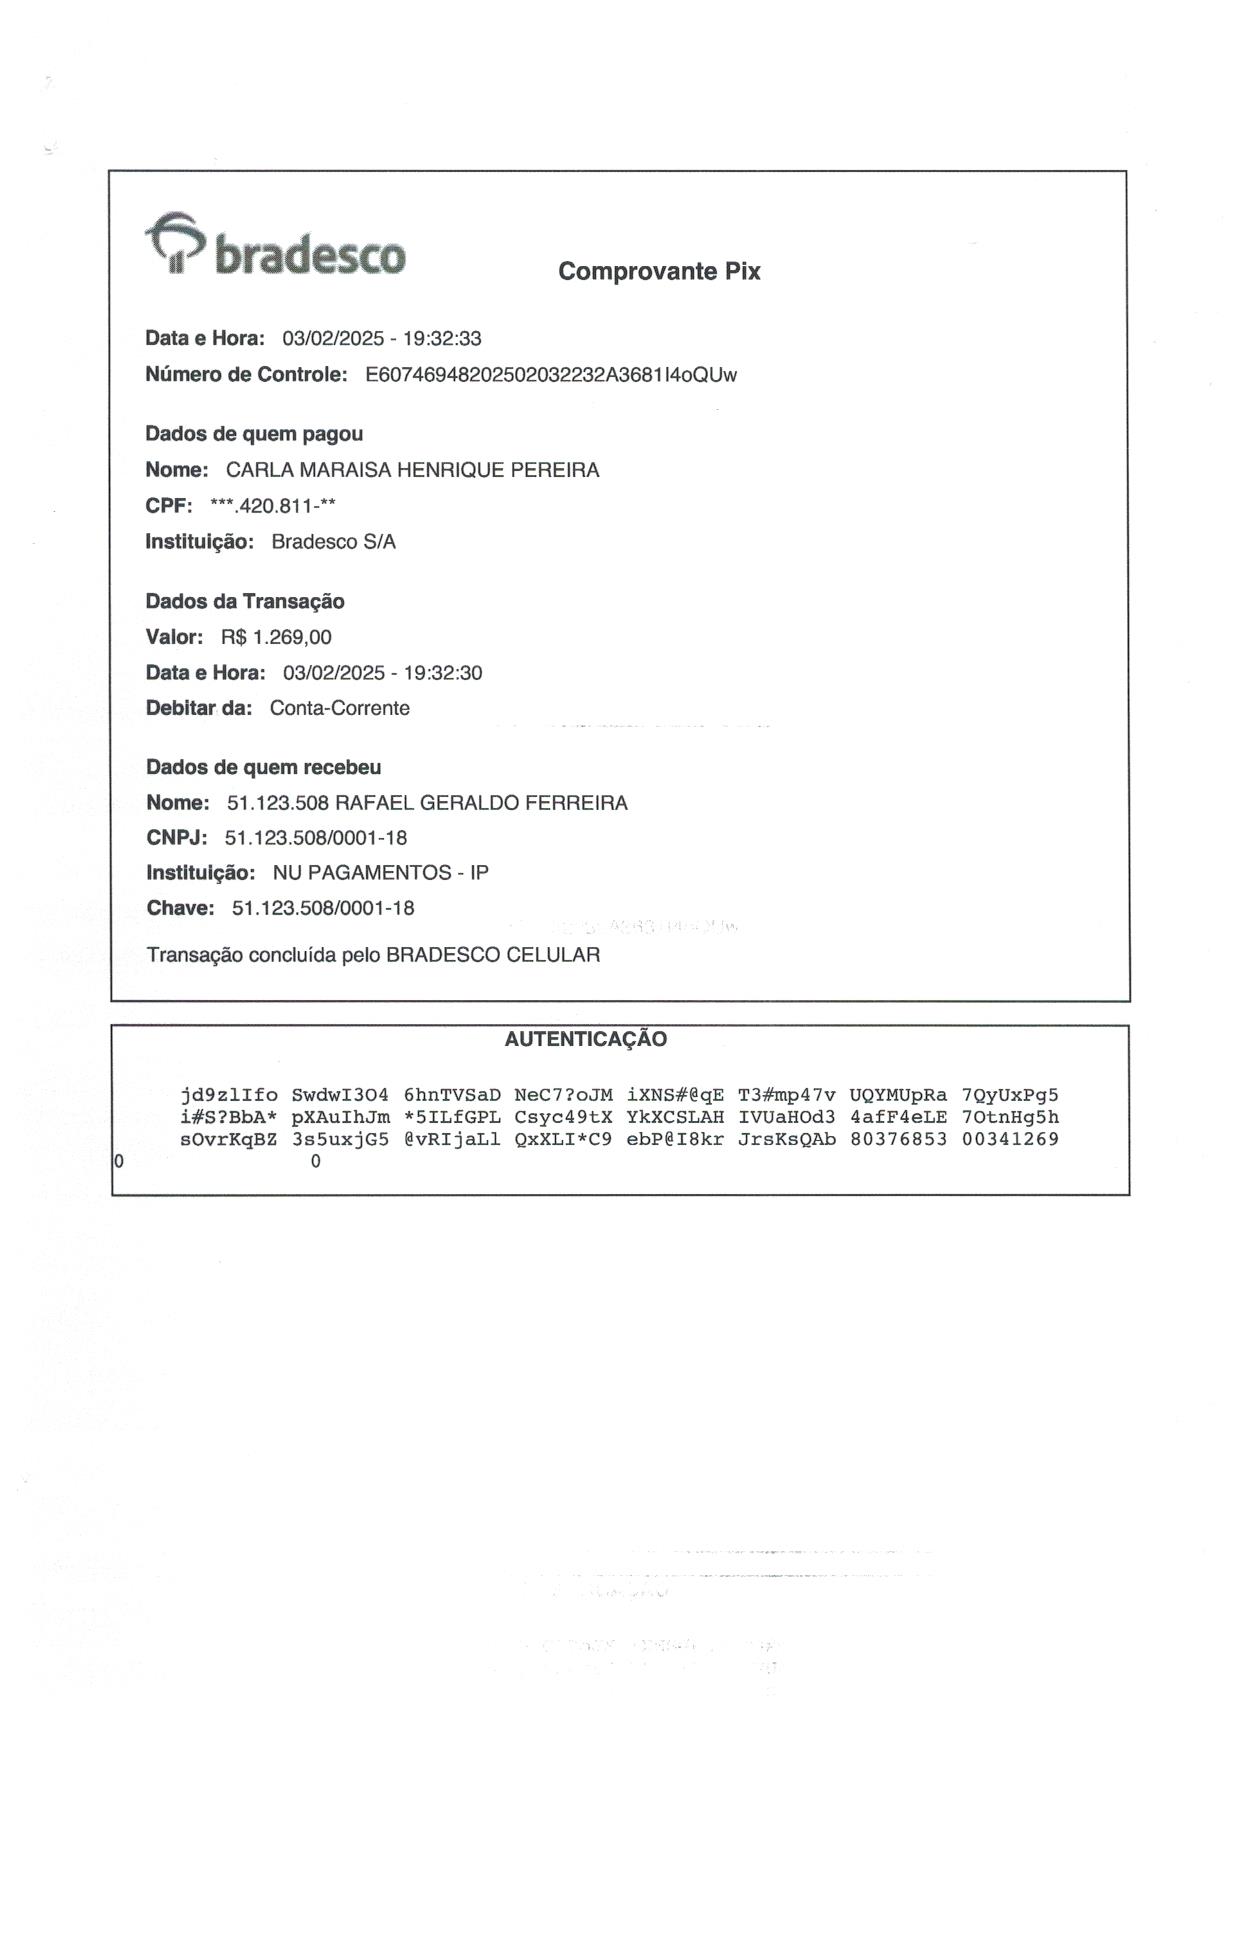 bradesco
Comprovante Pix
Data e Hora: 03/02/2025 - 19:32:33
Número de Controle: E60746948202502032232A3681I4oQUw
Dados de quem pagou
Nome: CARLA MARAISA HENRIQUE PEREIRA
CPF: ***.420.811-**
Instituição: Bradesco S/A
Dados da Transação
Valor: R$ 1.269,00
Data e Hora: 03/02/2025 - 19:32:30
Debitar da: Conta-Corrente
Dados de quem recebeu
Nome: 51.123.508 RAFAEL GERALDO FERREIRA
CNPJ: 51.123.508/0001-18
Instituição: NU PAGAMENTOS - IP
Chave: 51.123.508/0001-18
Transação concluída pelo BRADESCO CELULAR
AUTENTICAÇÃO
jd9zlIfo SwdwI3O4 6hnTVSaD NeC7?oJM iXNS#@qE T3#mp47v UQYMUpRa 7QyUxPg5
i#S?BbA* pXAuIhJm *5ILfGPL Csyc49tX YkXCSLAH IVUaHOd3 4afF4eLE 7OtnHg5h
sOvrKqBZ 3s5uxjG5 @vRIjaLl QxXLI*C9 ebP@I8kr JrsKsQAb 80376853 00341269
0 0